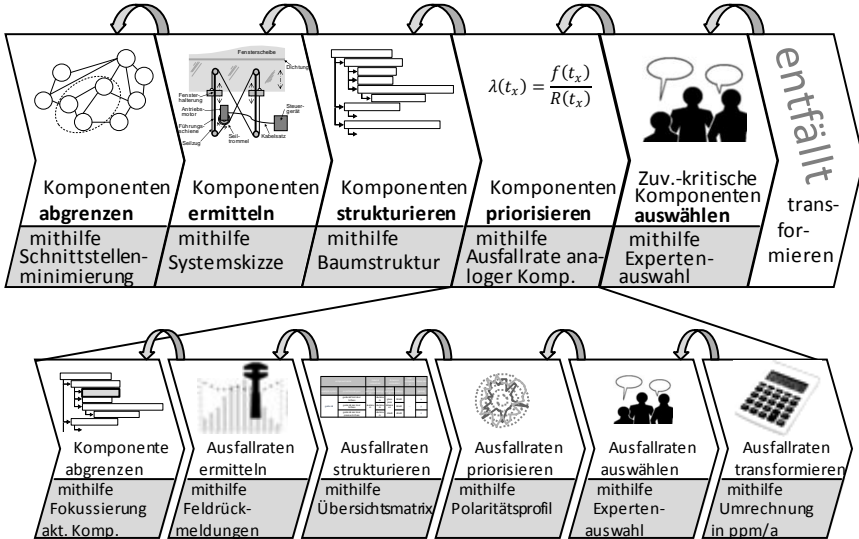 Fensterscheibe
Dichtung
Fenster-
halterung
Antriebs-
motor
Führungs-
schiene
Seilzug
Seil-
trommel
Kabelsatz
Steuer-
gerät
λ(tₓ) = f(tₓ) / R(tₓ)
Komponenten
abgrenzen
mithilfe
Schnittstellen-
minimierung
Komponenten
ermitteln
mithilfe
Systemskizze
Komponenten
strukturieren
mithilfe
Baumstruktur
Komponenten
priorisieren
mithilfe
Ausfallrate ana-
loger Komp.
Zuv.-kritische
Komponenten
auswählen
mithilfe
Experten-
auswahl
entfällt
trans-
for-
mieren
Komponente
abgrenzen
mithilfe
Fokussierung
akt. Komp.
Ausfallraten
ermitteln
mithilfe
Feldrück-
meldungen
Ausfallraten
strukturieren
mithilfe
Übersichtsmatrix
Ausfallraten
priorisieren
mithilfe
Polaritätsprofil
Ausfallraten
auswählen
mithilfe
Experten-
auswahl
Ausfallraten
transformieren
mithilfe
Umrechnung
in ppm/a